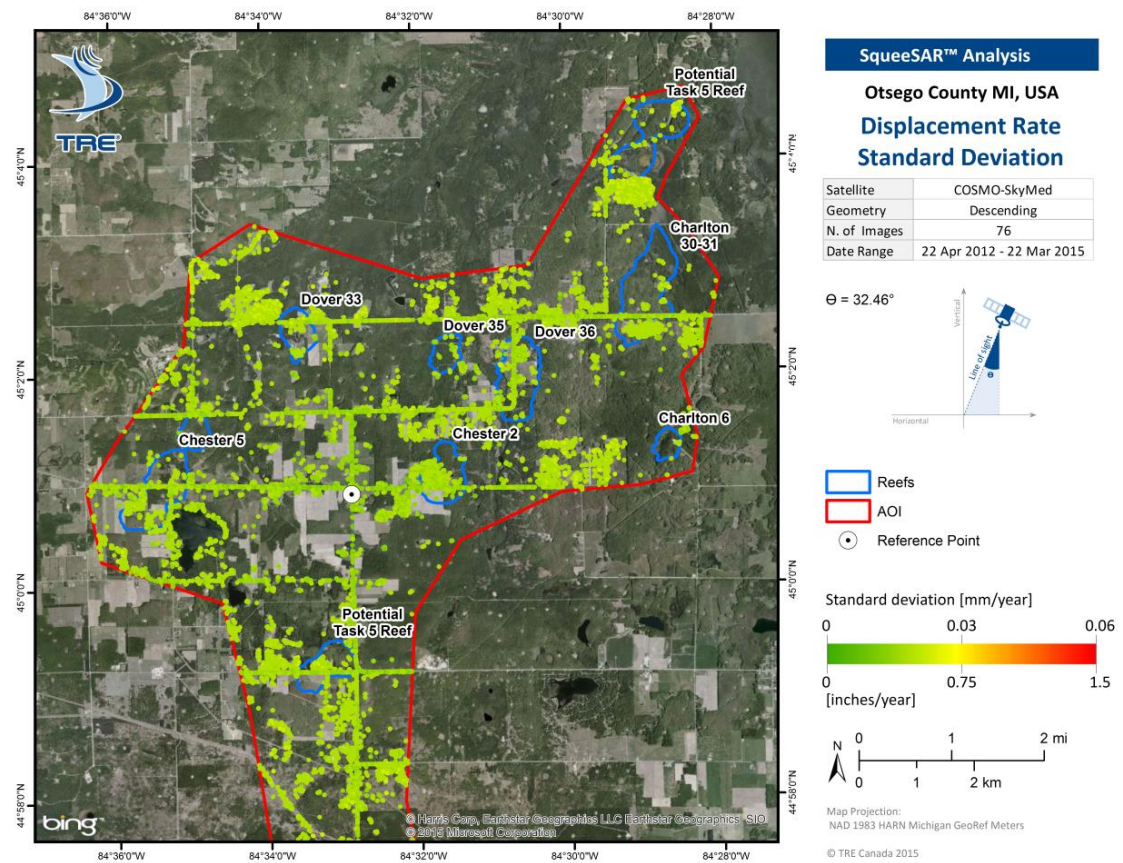 84°36'0"W
84°34'0"W
84°32'0"W
84°30'0"W
84°28'0"W
TRE
45°4'0"N
45°2'0"N
45°0'0"N
44°58'0"N
Potential
Task 5 Reef
Charlton
30-31
Dover 33
Dover 35
Dover 36
Charlton 6
Chester 5
Chester 2
Potential
Task 5 Reef
45°4'0"N
45°2'0"N
45°0'0"N
44°58'0"N
bing™
© Harris Corp, Earthstar Geographics LLC Earthstar Geographics SIO
© 2015 Microsoft Corporation
84°36'0"W
84°34'0"W
84°32'0"W
84°30'0"W
84°28'0"W
SqueeSAR™ Analysis
Otsego County MI, USA
Displacement Rate
Standard Deviation
Satellite COSMO-SkyMed
Geometry Descending
N. of Images 76
Date Range 22 Apr 2012 - 22 Mar 2015
ϴ = 32.46°
Vertical
Line of sight
ϴ
Horizontal
Reefs
AOI
Reference Point
Standard deviation [mm/year]
0 0.03 0.06
0 0.75 1.5
[inches/year]
N
0 1 2 mi
0 1 2 km
Map Projection:
NAD 1983 HARN Michigan GeoRef Meters
© TRE Canada 2015